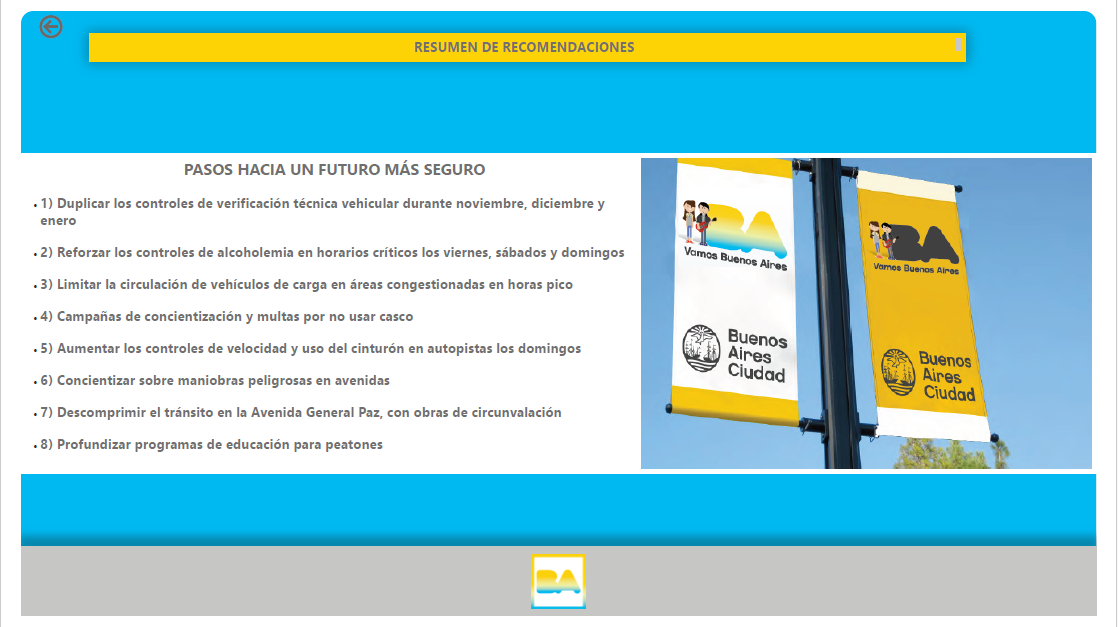 RESUMEN DE RECOMENDACIONES
PASOS HACIA UN FUTURO MÁS SEGURO
• 1) Duplicar los controles de verificación técnica vehicular durante noviembre, diciembre y
enero
• 2) Reforzar los controles de alcoholemia en horarios críticos los viernes, sábados y domingos
• 3) Limitar la circulación de vehículos de carga en áreas congestionadas en horas pico
• 4) Campañas de concientización y multas por no usar casco
• 5) Aumentar los controles de velocidad y uso del cinturón en autopistas los domingos
• 6) Concientizar sobre maniobras peligrosas en avenidas
• 7) Descomprimir el tránsito en la Avenida General Paz, con obras de circunvalación
• 8) Profundizar programas de educación para peatones
BA
Vamos Buenos Aires
Buenos
Aires
Ciudad
BA
Vamos Buenos Aires
Buenos
Aires
Ciudad
BA